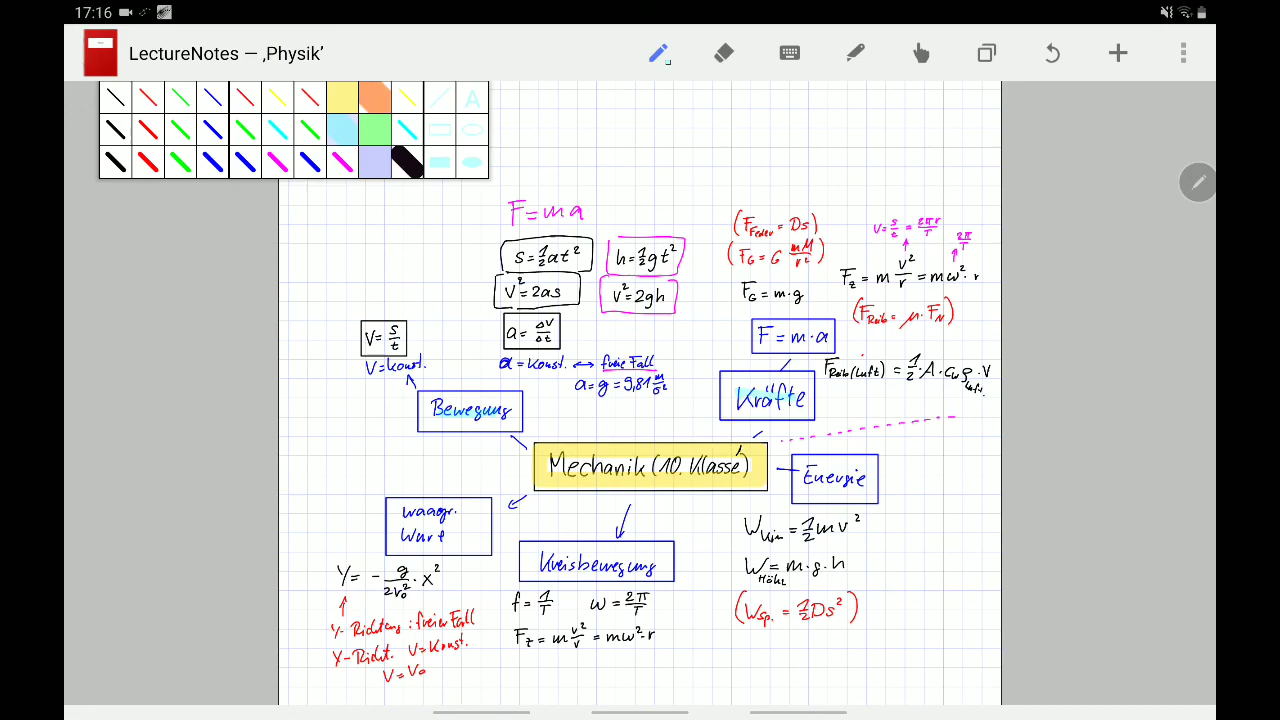 17:16
LectureNotes — ‚Physik’
A
F = m a
s = 1/2 a t²
h = 1/2 g t²
v² = 2as
v² = 2gh
a = Δv/Δt
a = konst. ↔ freie Fall
a = g = 9,81 m/s²
V = s/t
V = konst.
Bewegung
(F_Feder = Ds)
(F_G = G mM/r²)
F_G = m·g
F = m·a
Kräfte
v = s/t = 2πr/T
2π/T
F_z = m v²/r = mω²·r
(F_Reib = μ·F_N)
F_Reib(Luft) = 1/2·A·c_w ρ_Luft·v
Mechanik (10. Klasse)
Energie
W_kin = 1/2 m v²
W_Höhe = m·g·h
(W_Sp. = 1/2 Ds²)
waagr.
Wurf
Y = - g/2v₀² · x²
Y-Richtung: freier Fall
X-Richt. V = konst.
V = V₀
Kreisbewegung
f = 1/T
ω = 2π/T
F_z = m v²/r = mω²·r